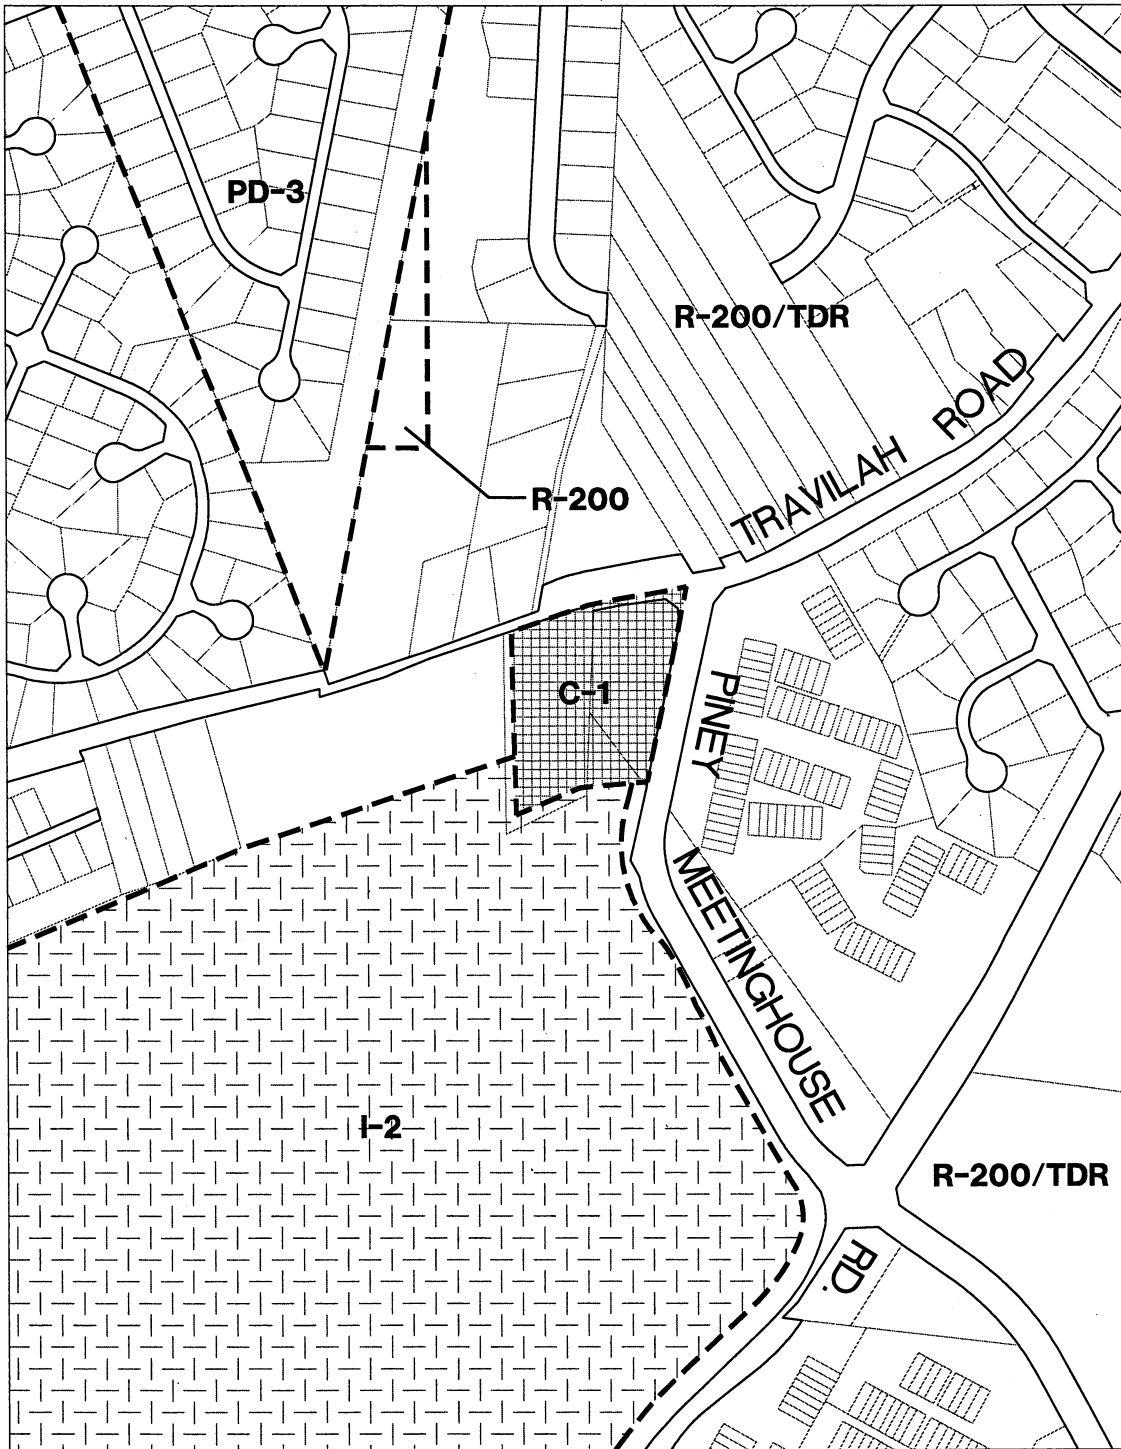 PD-3
R-200/TDR
TRAVILAH ROAD
R-200
C-1
PINEY
MEETINGHOUSE
RD.
I-2
R-200/TDR